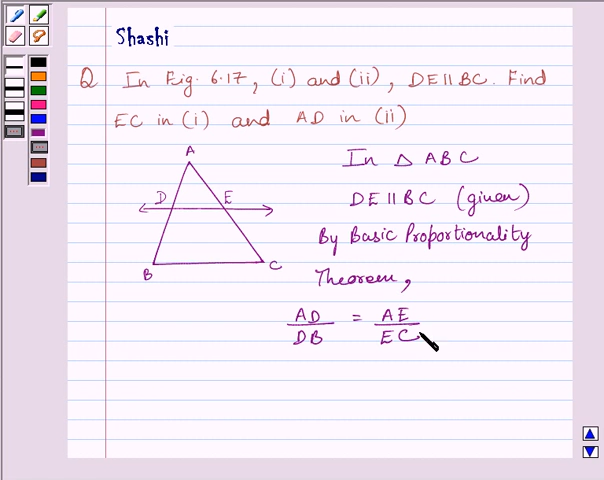 Shashi
Q In Fig. 6.17, (i) and (ii), DE || BC. Find
EC in (i) and AD in (ii)
A
D E
B C
In △ ABC
DE || BC (given)
By Basic Proportionality
Theorem,
AD/DB = AE/EC